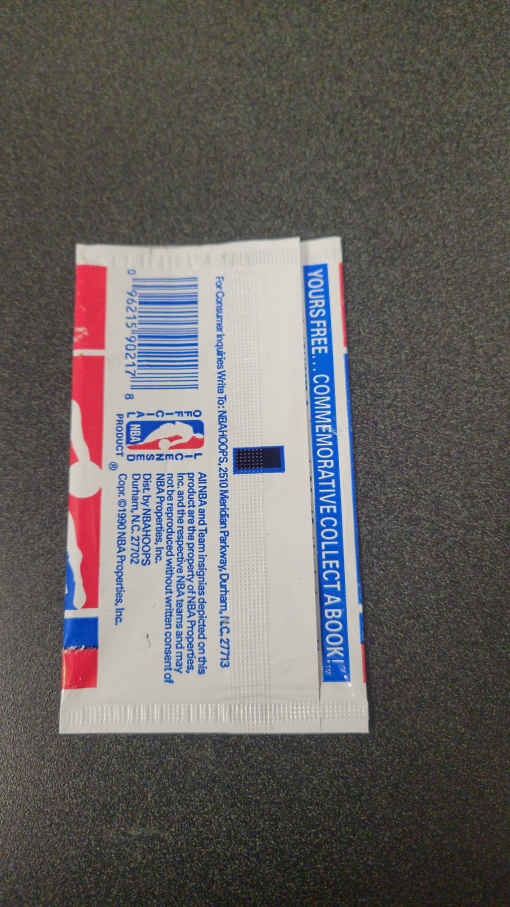 YOURS FREE... COMMEMORATIVE COLLECT A BOOK!
For Consumer Inquiries Write To: NBAHOOPS, 2510 Meridian Parkway, Durham, N.C. 27713
0 96215 90217 8
OFFICIAL
NBA
LICENSED
PRODUCT ®
All NBA and Team insignias depicted on this
product are the property of NBA Properties,
Inc. and the respective NBA teams and may
not be reproduced without written consent of
NBA Properties, Inc.
Dist. by NBAHOOPS
Durham, N.C. 27702
Copr. ©1990 NBA Properties, Inc.